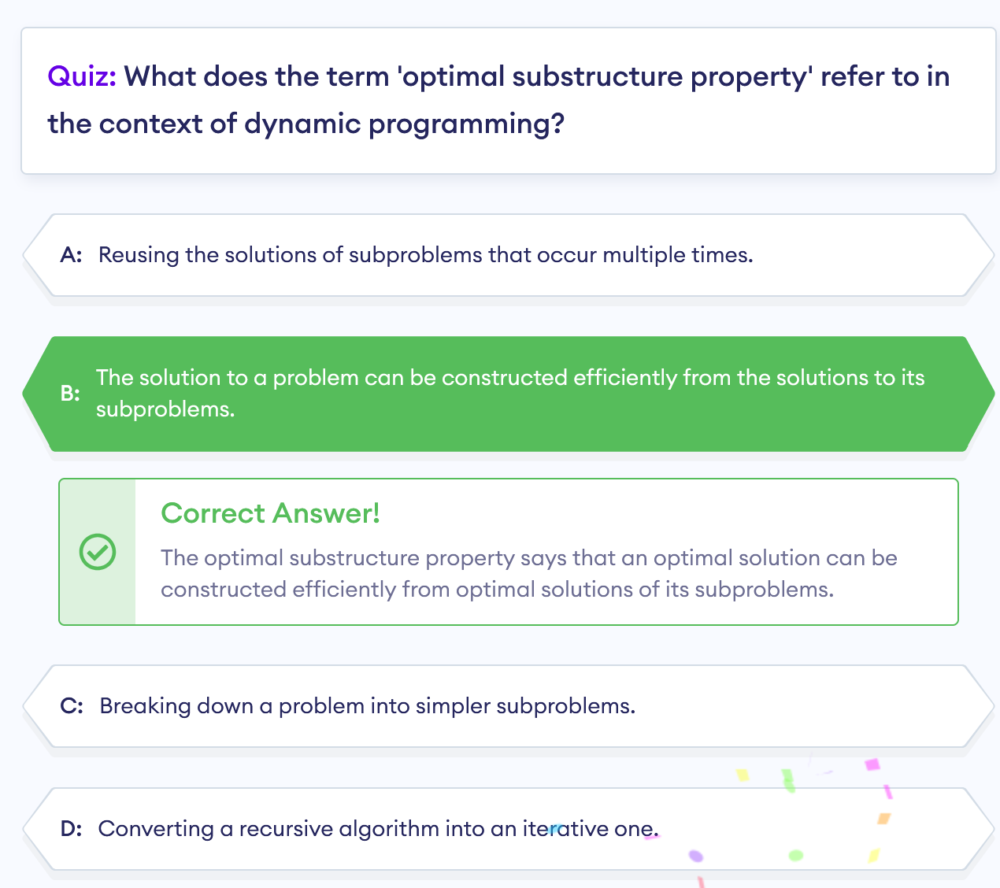 Quiz: What does the term 'optimal substructure property' refer to in
the context of dynamic programming?
A: Reusing the solutions of subproblems that occur multiple times.
B: The solution to a problem can be constructed efficiently from the solutions to its
subproblems.
Correct Answer!
The optimal substructure property says that an optimal solution can be
constructed efficiently from optimal solutions of its subproblems.
C: Breaking down a problem into simpler subproblems.
D: Converting a recursive algorithm into an iterative one.